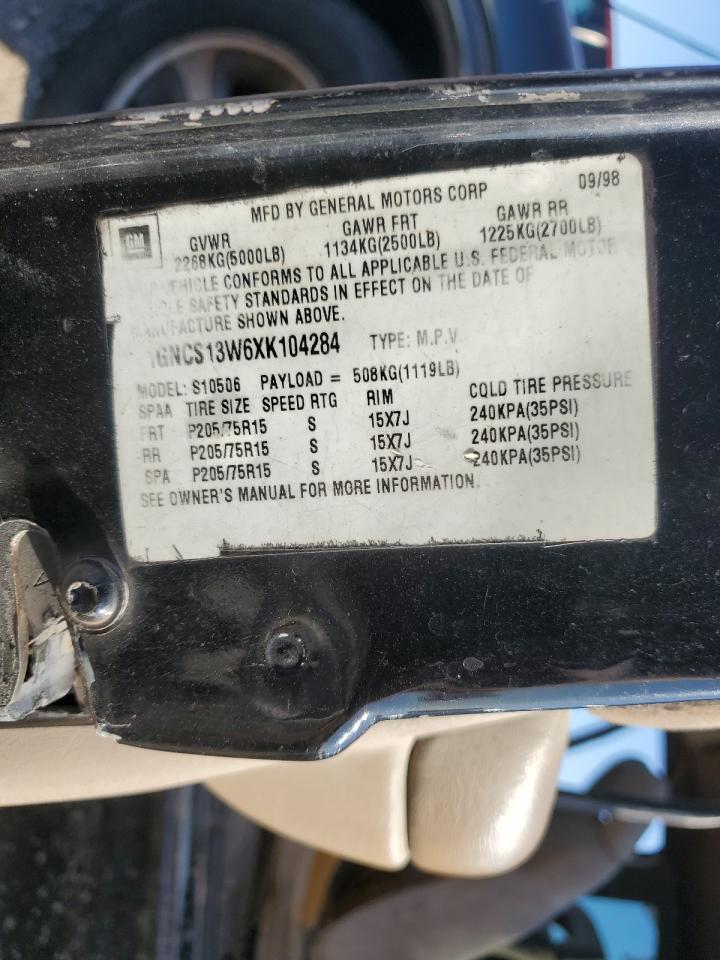 MFD BY GENERAL MOTORS CORP 09/98
GM
GVWR GAWR FRT GAWR RR
2268KG(5000LB) 1134KG(2500LB) 1225KG(2700LB)
VEHICLE CONFORMS TO ALL APPLICABLE U.S. FEDERAL MOTOR
SAFETY STANDARDS IN EFFECT ON THE DATE OF
MANUFACTURE SHOWN ABOVE.
1GNCS13W6XK104284 TYPE: M.P.V.
MODEL: S10506 PAYLOAD = 508KG(1119LB)
SPAA TIRE SIZE SPEED RTG RIM COLD TIRE PRESSURE
FRT P205/75R15 S 15X7J 240KPA(35PSI)
RR P205/75R15 S 15X7J 240KPA(35PSI)
SPA P205/75R15 S 15X7J 240KPA(35PSI)
SEE OWNER'S MANUAL FOR MORE INFORMATION.